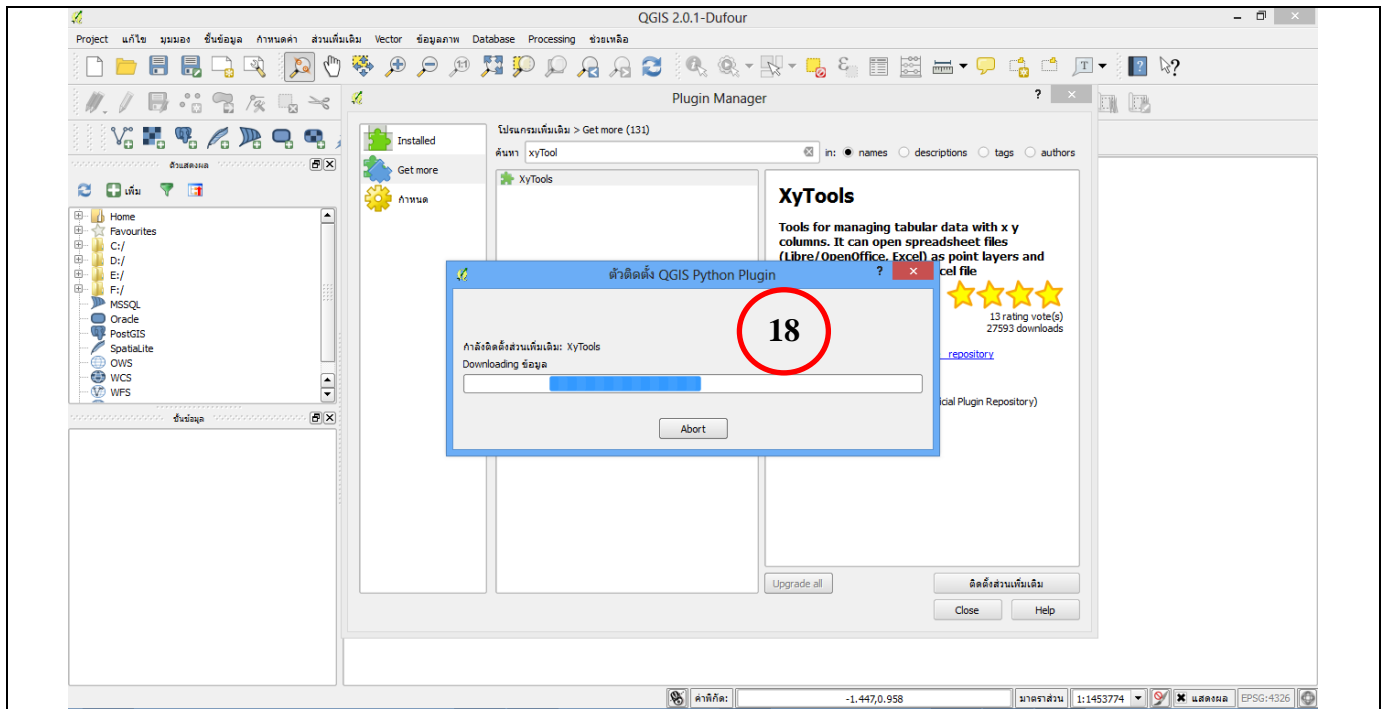 QGIS 2.0.1-Dufour
Project แก้ไข มุมมอง ชั้นข้อมูล กำหนดค่า ส่วนเพิ่มเติม Vector ข้อมูลภาพ Database Processing ช่วยเหลือ
Plugin Manager
Installed
Get more
กำหนด
โปรแกรมเพิ่มเติม > Get more (131)
ค้นหา xyTool in: names descriptions tags authors
XyTools
XyTools
Tools for managing tabular data with x y
columns. It can open spreadsheet files
(Libre/OpenOffice, Excel) as point layers and
cel file
13 rating vote(s)
27593 downloads
repository
icial Plugin Repository)
Upgrade all
ติดตั้งส่วนเพิ่มเติม
Close Help
ตัวติดตั้ง QGIS Python Plugin
18
กำลังติดตั้งส่วนเพิ่มเติม: XyTools
Downloading ข้อมูล
Abort
ตัวแสดงผล
เพิ่ม
Home
Favourites
C:/
D:/
E:/
F:/
MSSQL
Oracle
PostGIS
SpatiaLite
OWS
WCS
WFS
ชั้นข้อมูล
ค่าพิกัด: -1.447,0.958 มาตราส่วน 1:1453774 แสดงผล EPSG:4326